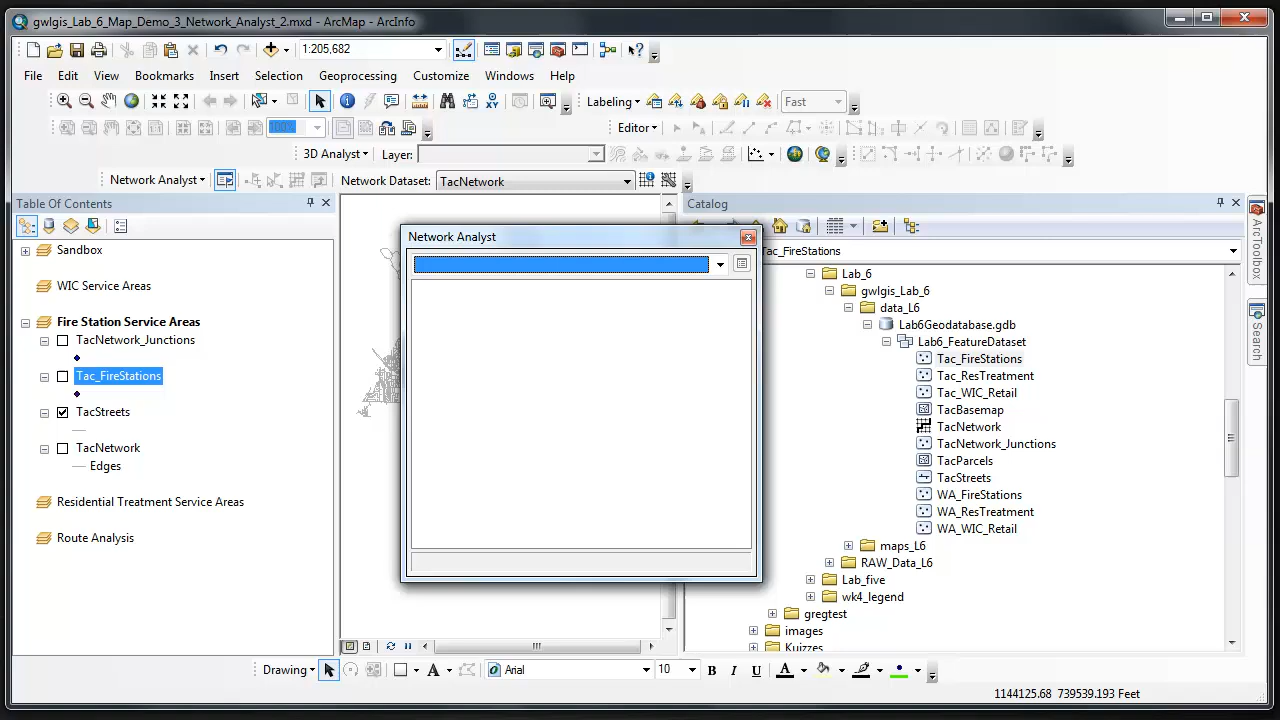 gwlgis_Lab_6_Map_Demo_3_Network_Analyst_2.mxd - ArcMap - ArcInfo
1:205,682
File Edit View Bookmarks Insert Selection Geoprocessing Customize Windows Help
Labeling Fast
100% Editor
3D Analyst Layer:
Network Analyst Network Dataset: TacNetwork
Table Of Contents
Sandbox
WIC Service Areas
Fire Station Service Areas
TacNetwork_Junctions
Tac_FireStations
TacStreets
TacNetwork
Edges
Residential Treatment Service Areas
Route Analysis
Network Analyst
Catalog
Tac_FireStations
Lab_6
gwlgis_Lab_6
data_L6
Lab6Geodatabase.gdb
Lab6_FeatureDataset
Tac_FireStations
Tac_ResTreatment
Tac_WIC_Retail
TacBasemap
TacNetwork
TacNetwork_Junctions
TacParcels
TacStreets
WA_FireStations
WA_ResTreatment
WA_WIC_Retail
maps_L6
RAW_Data_L6
Lab_five
wk4_legend
gregtest
images
Kuizzes
ArcToolbox
Search
Drawing A Arial 10 B I U A
1144125.68 739539.193 Feet